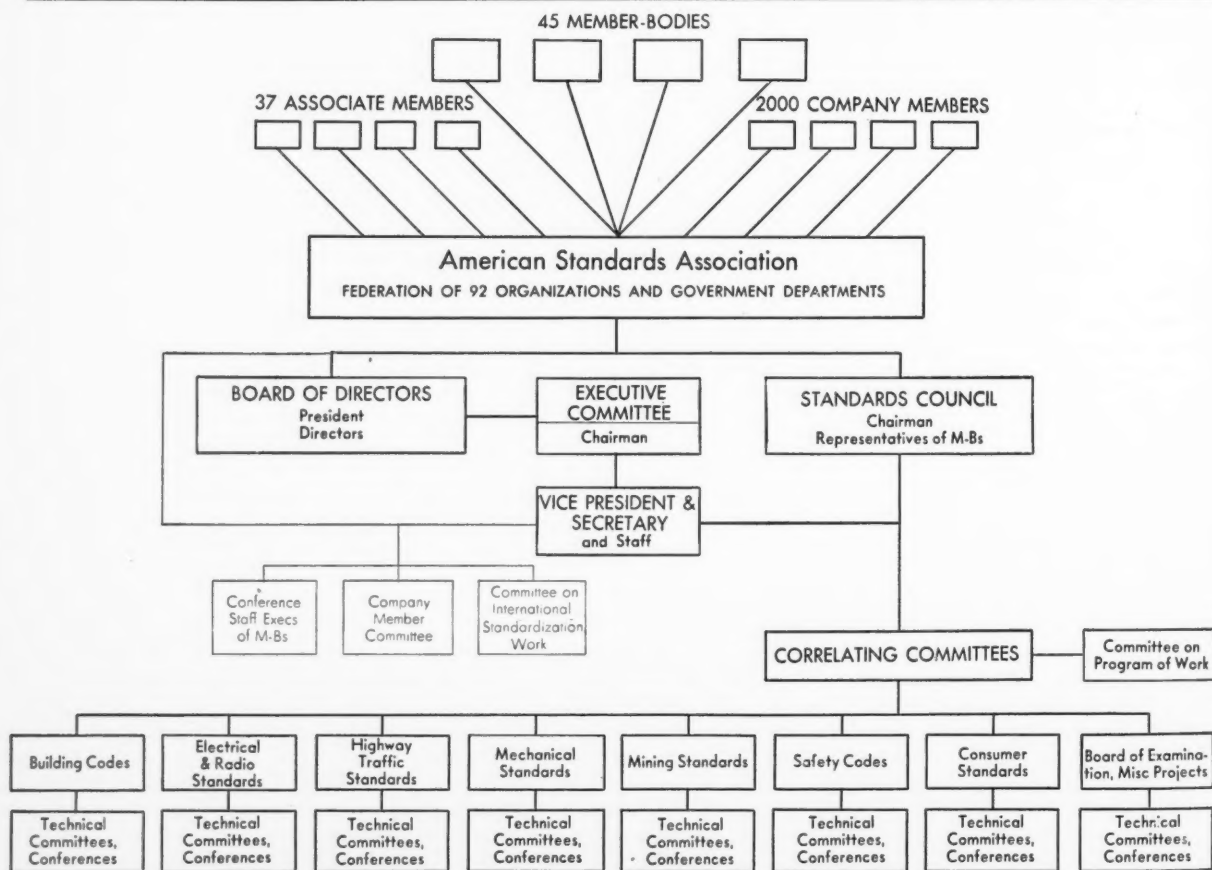 45 MEMBER-BODIES
37 ASSOCIATE MEMBERS
2000 COMPANY MEMBERS
American Standards Association
FEDERATION OF 92 ORGANIZATIONS AND GOVERNMENT DEPARTMENTS
BOARD OF DIRECTORS
President
Directors
EXECUTIVE
COMMITTEE
Chairman
STANDARDS COUNCIL
Chairman
Representatives of M-Bs
VICE PRESIDENT &
SECRETARY
and Staff
Conference
Staff Execs
of M-Bs
Company
Member
Committee
Committee on
International
Standardization
Work
CORRELATING COMMITTEES
Committee on
Program of Work
Building Codes
Electrical
& Radio
Standards
Highway
Traffic
Standards
Mechanical
Standards
Mining Standards
Safety Codes
Consumer
Standards
Board of Examina-
tion, Misc Projects
Technical
Committees,
Conferences
Technical
Committees,
Conferences
Technical
Committees,
Conferences
Technical
Committees,
Conferences
Technical
Committees,
Conferences
Technical
Committees,
Conferences
Technical
Committees,
Conferences
Technical
Committees,
Conferences